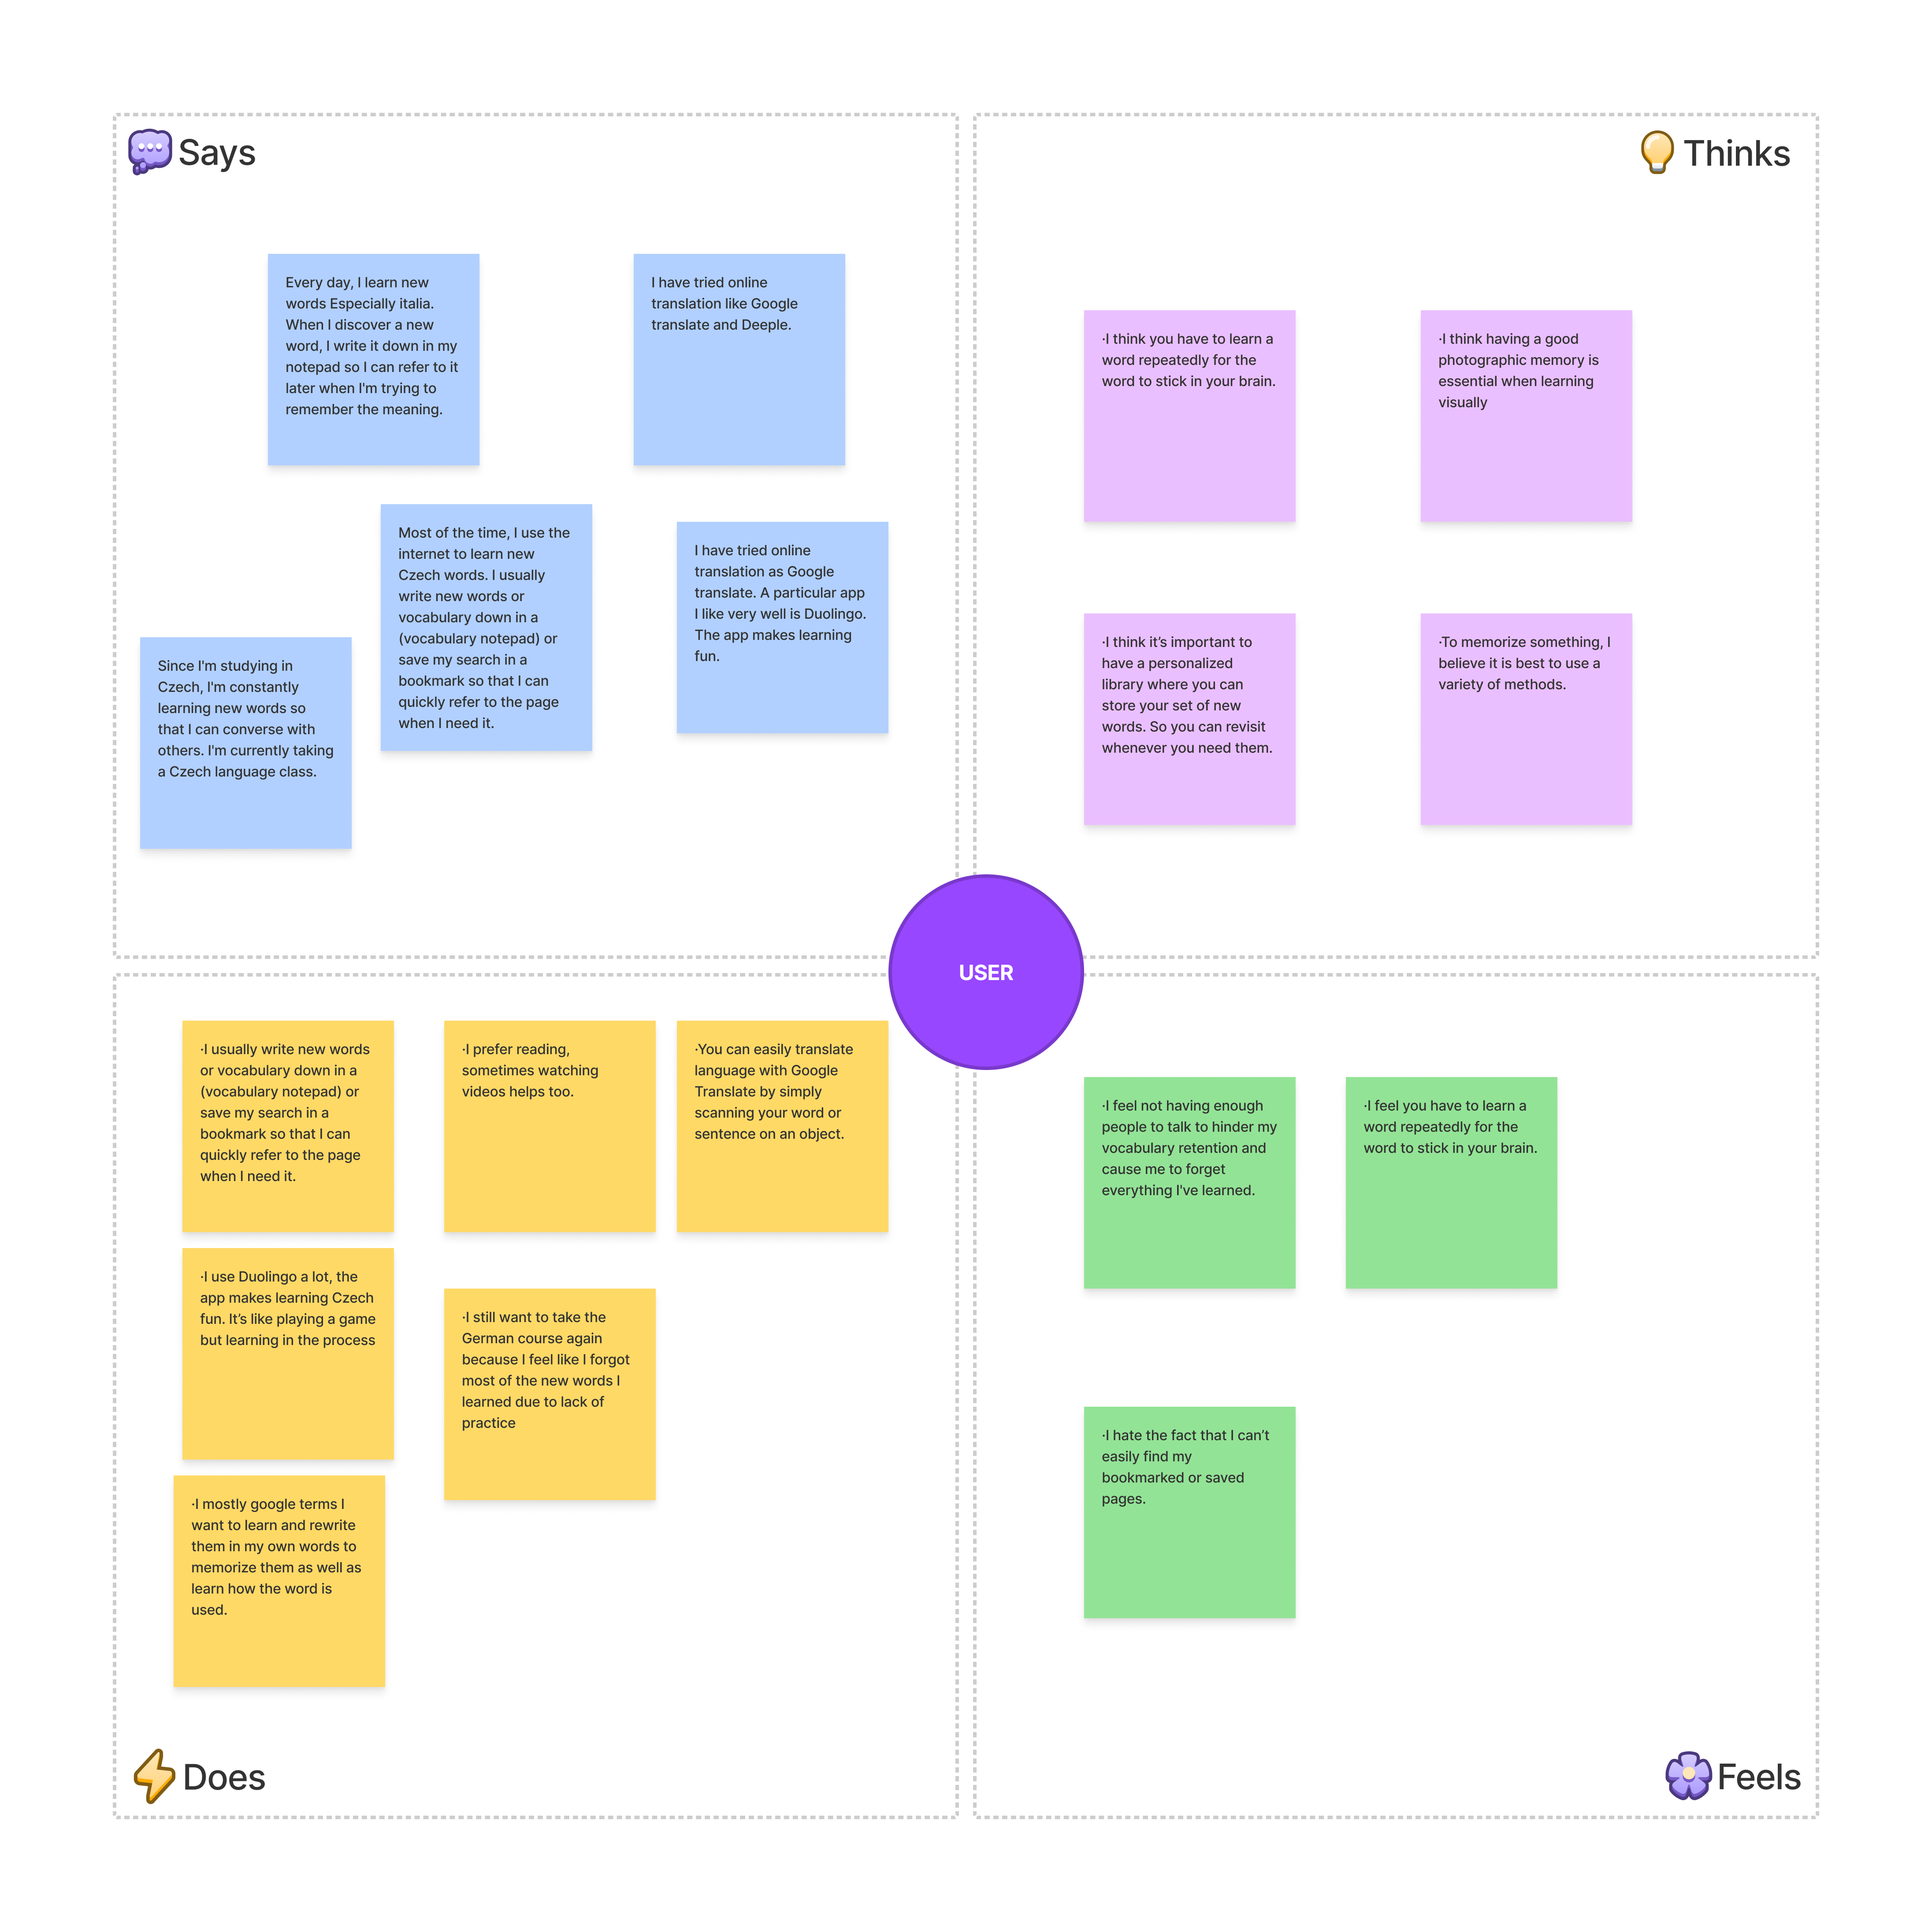 Says
Every day, I learn new
words Especially italia.
When I discover a new
word, I write it down in my
notepad so I can refer to it
later when I'm trying to
remember the meaning.
I have tried online
translation like Google
translate and Deeple.
Most of the time, I use the
internet to learn new
Czech words. I usually
write new words or
vocabulary down in a
(vocabulary notepad) or
save my search in a
bookmark so that I can
quickly refer to the page
when I need it.
I have tried online
translation as Google
translate. A particular app
I like very well is Duolingo.
The app makes learning
fun.
Since I'm studying in
Czech, I'm constantly
learning new words so
that I can converse with
others. I'm currently taking
a Czech language class.
Thinks
·I think you have to learn a
word repeatedly for the
word to stick in your brain.
·I think having a good
photographic memory is
essential when learning
visually
·I think it’s important to
have a personalized
library where you can
store your set of new
words. So you can revisit
whenever you need them.
·To memorize something, I
believe it is best to use a
variety of methods.
USER
·I usually write new words
or vocabulary down in a
(vocabulary notepad) or
save my search in a
bookmark so that I can
quickly refer to the page
when I need it.
·I prefer reading,
sometimes watching
videos helps too.
·You can easily translate
language with Google
Translate by simply
scanning your word or
sentence on an object.
·I use Duolingo a lot, the
app makes learning Czech
fun. It’s like playing a game
but learning in the process
·I still want to take the
German course again
because I feel like I forgot
most of the new words I
learned due to lack of
practice
·I mostly google terms I
want to learn and rewrite
them in my own words to
memorize them as well as
learn how the word is
used.
Does
·I feel not having enough
people to talk to hinder my
vocabulary retention and
cause me to forget
everything I've learned.
·I feel you have to learn a
word repeatedly for the
word to stick in your brain.
·I hate the fact that I can’t
easily find my
bookmarked or saved
pages.
Feels